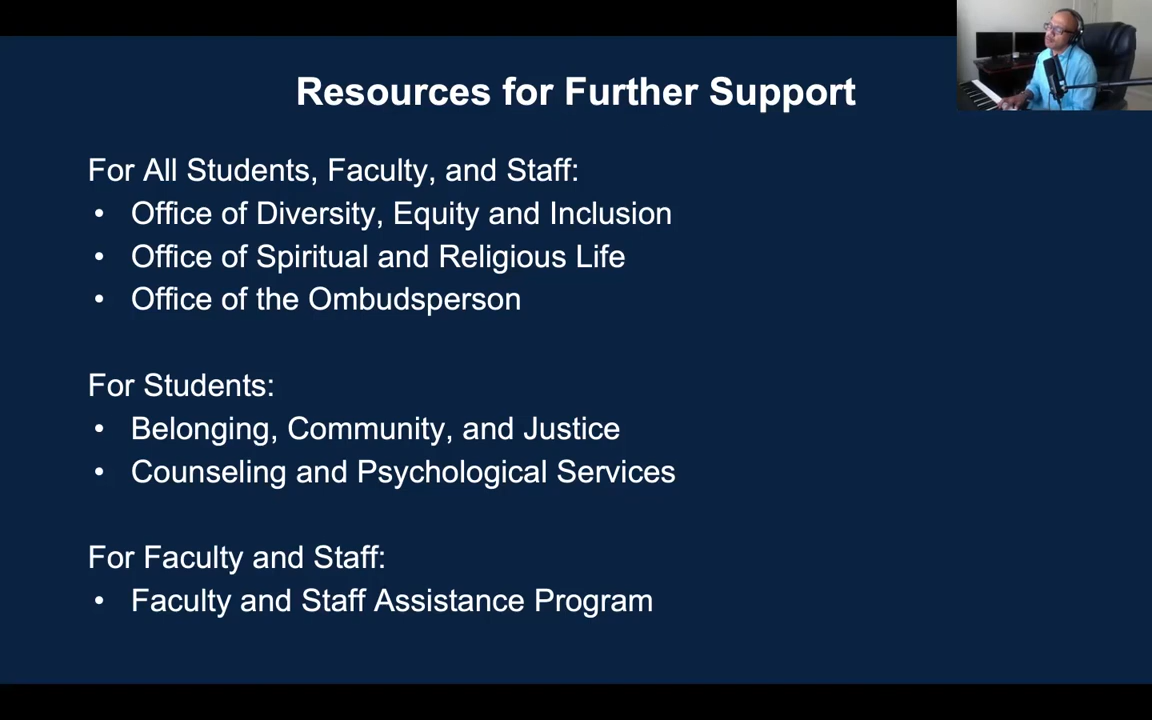 Resources for Further Support
For All Students, Faculty, and Staff:
• Office of Diversity, Equity and Inclusion
• Office of Spiritual and Religious Life
• Office of the Ombudsperson
For Students:
• Belonging, Community, and Justice
• Counseling and Psychological Services
For Faculty and Staff:
• Faculty and Staff Assistance Program